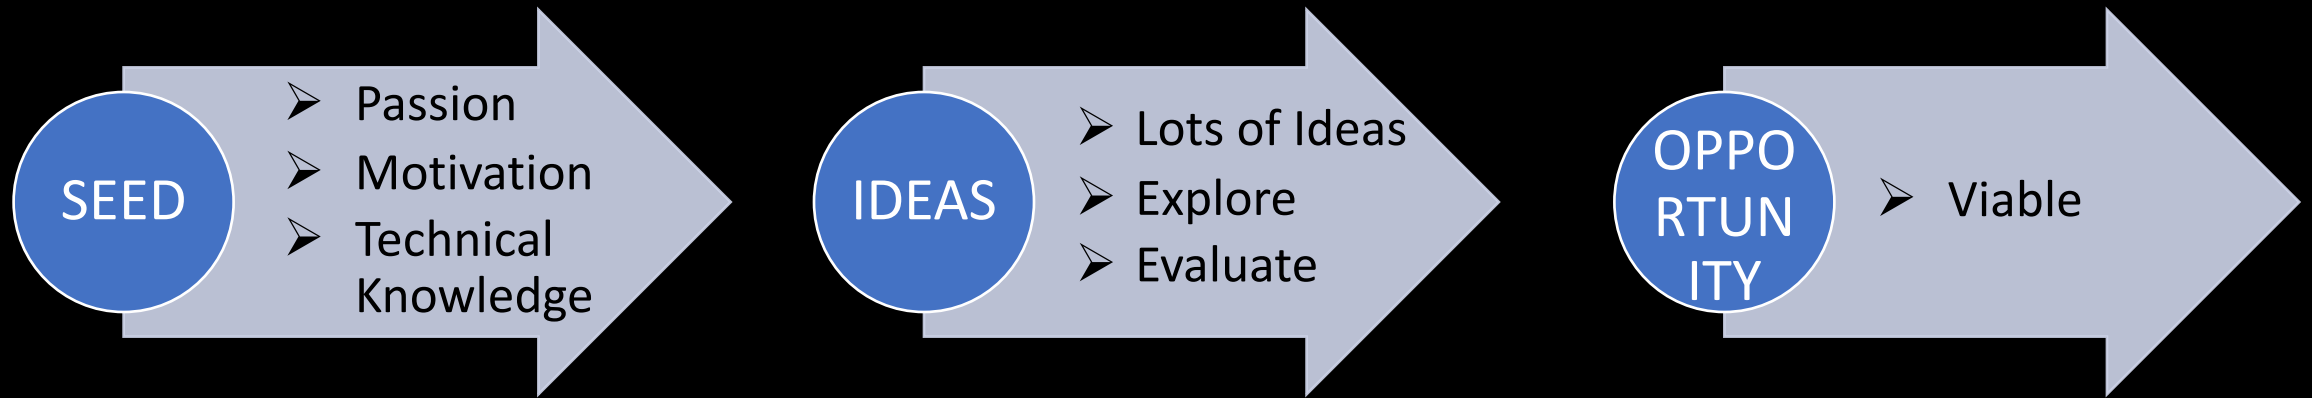 SEED
➢ Passion
➢ Motivation
➢ Technical
Knowledge
IDEAS
➢ Lots of Ideas
➢ Explore
➢ Evaluate
OPPO
RTUN
ITY
➢ Viable